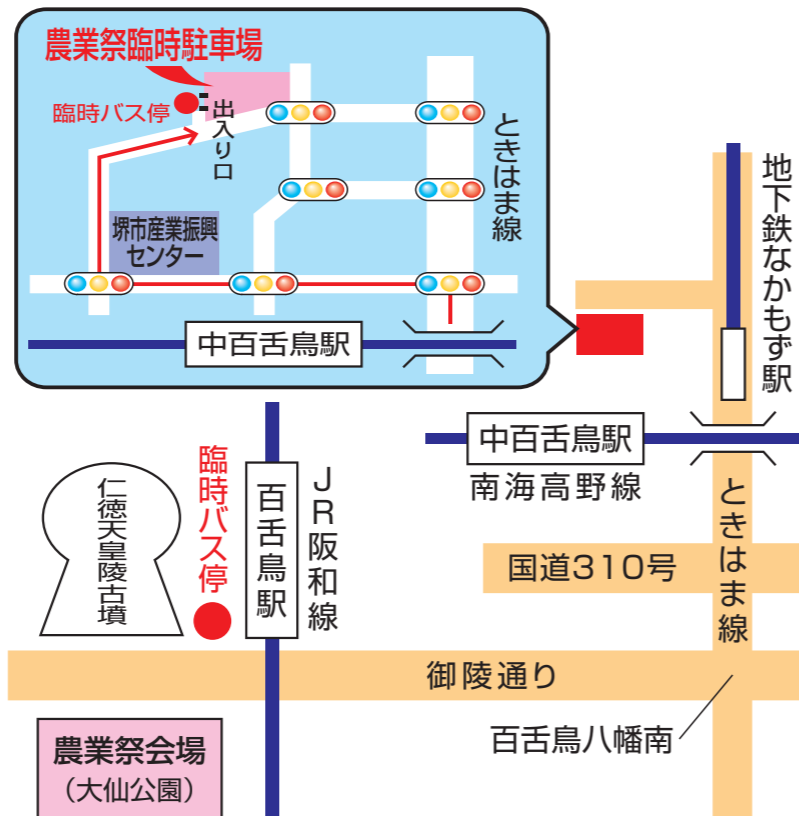 農業祭臨時駐車場
臨時バス停
出入り口
ときはま線
堺市産業振興
センター
中百舌鳥駅
地下鉄なかもず駅
中百舌鳥駅
南海高野線
臨時バス停
百舌鳥駅
JR阪和線
仁徳天皇陵古墳
国道310号
ときはま線
御陵通り
百舌鳥八幡南
農業祭会場
（大仙公園）